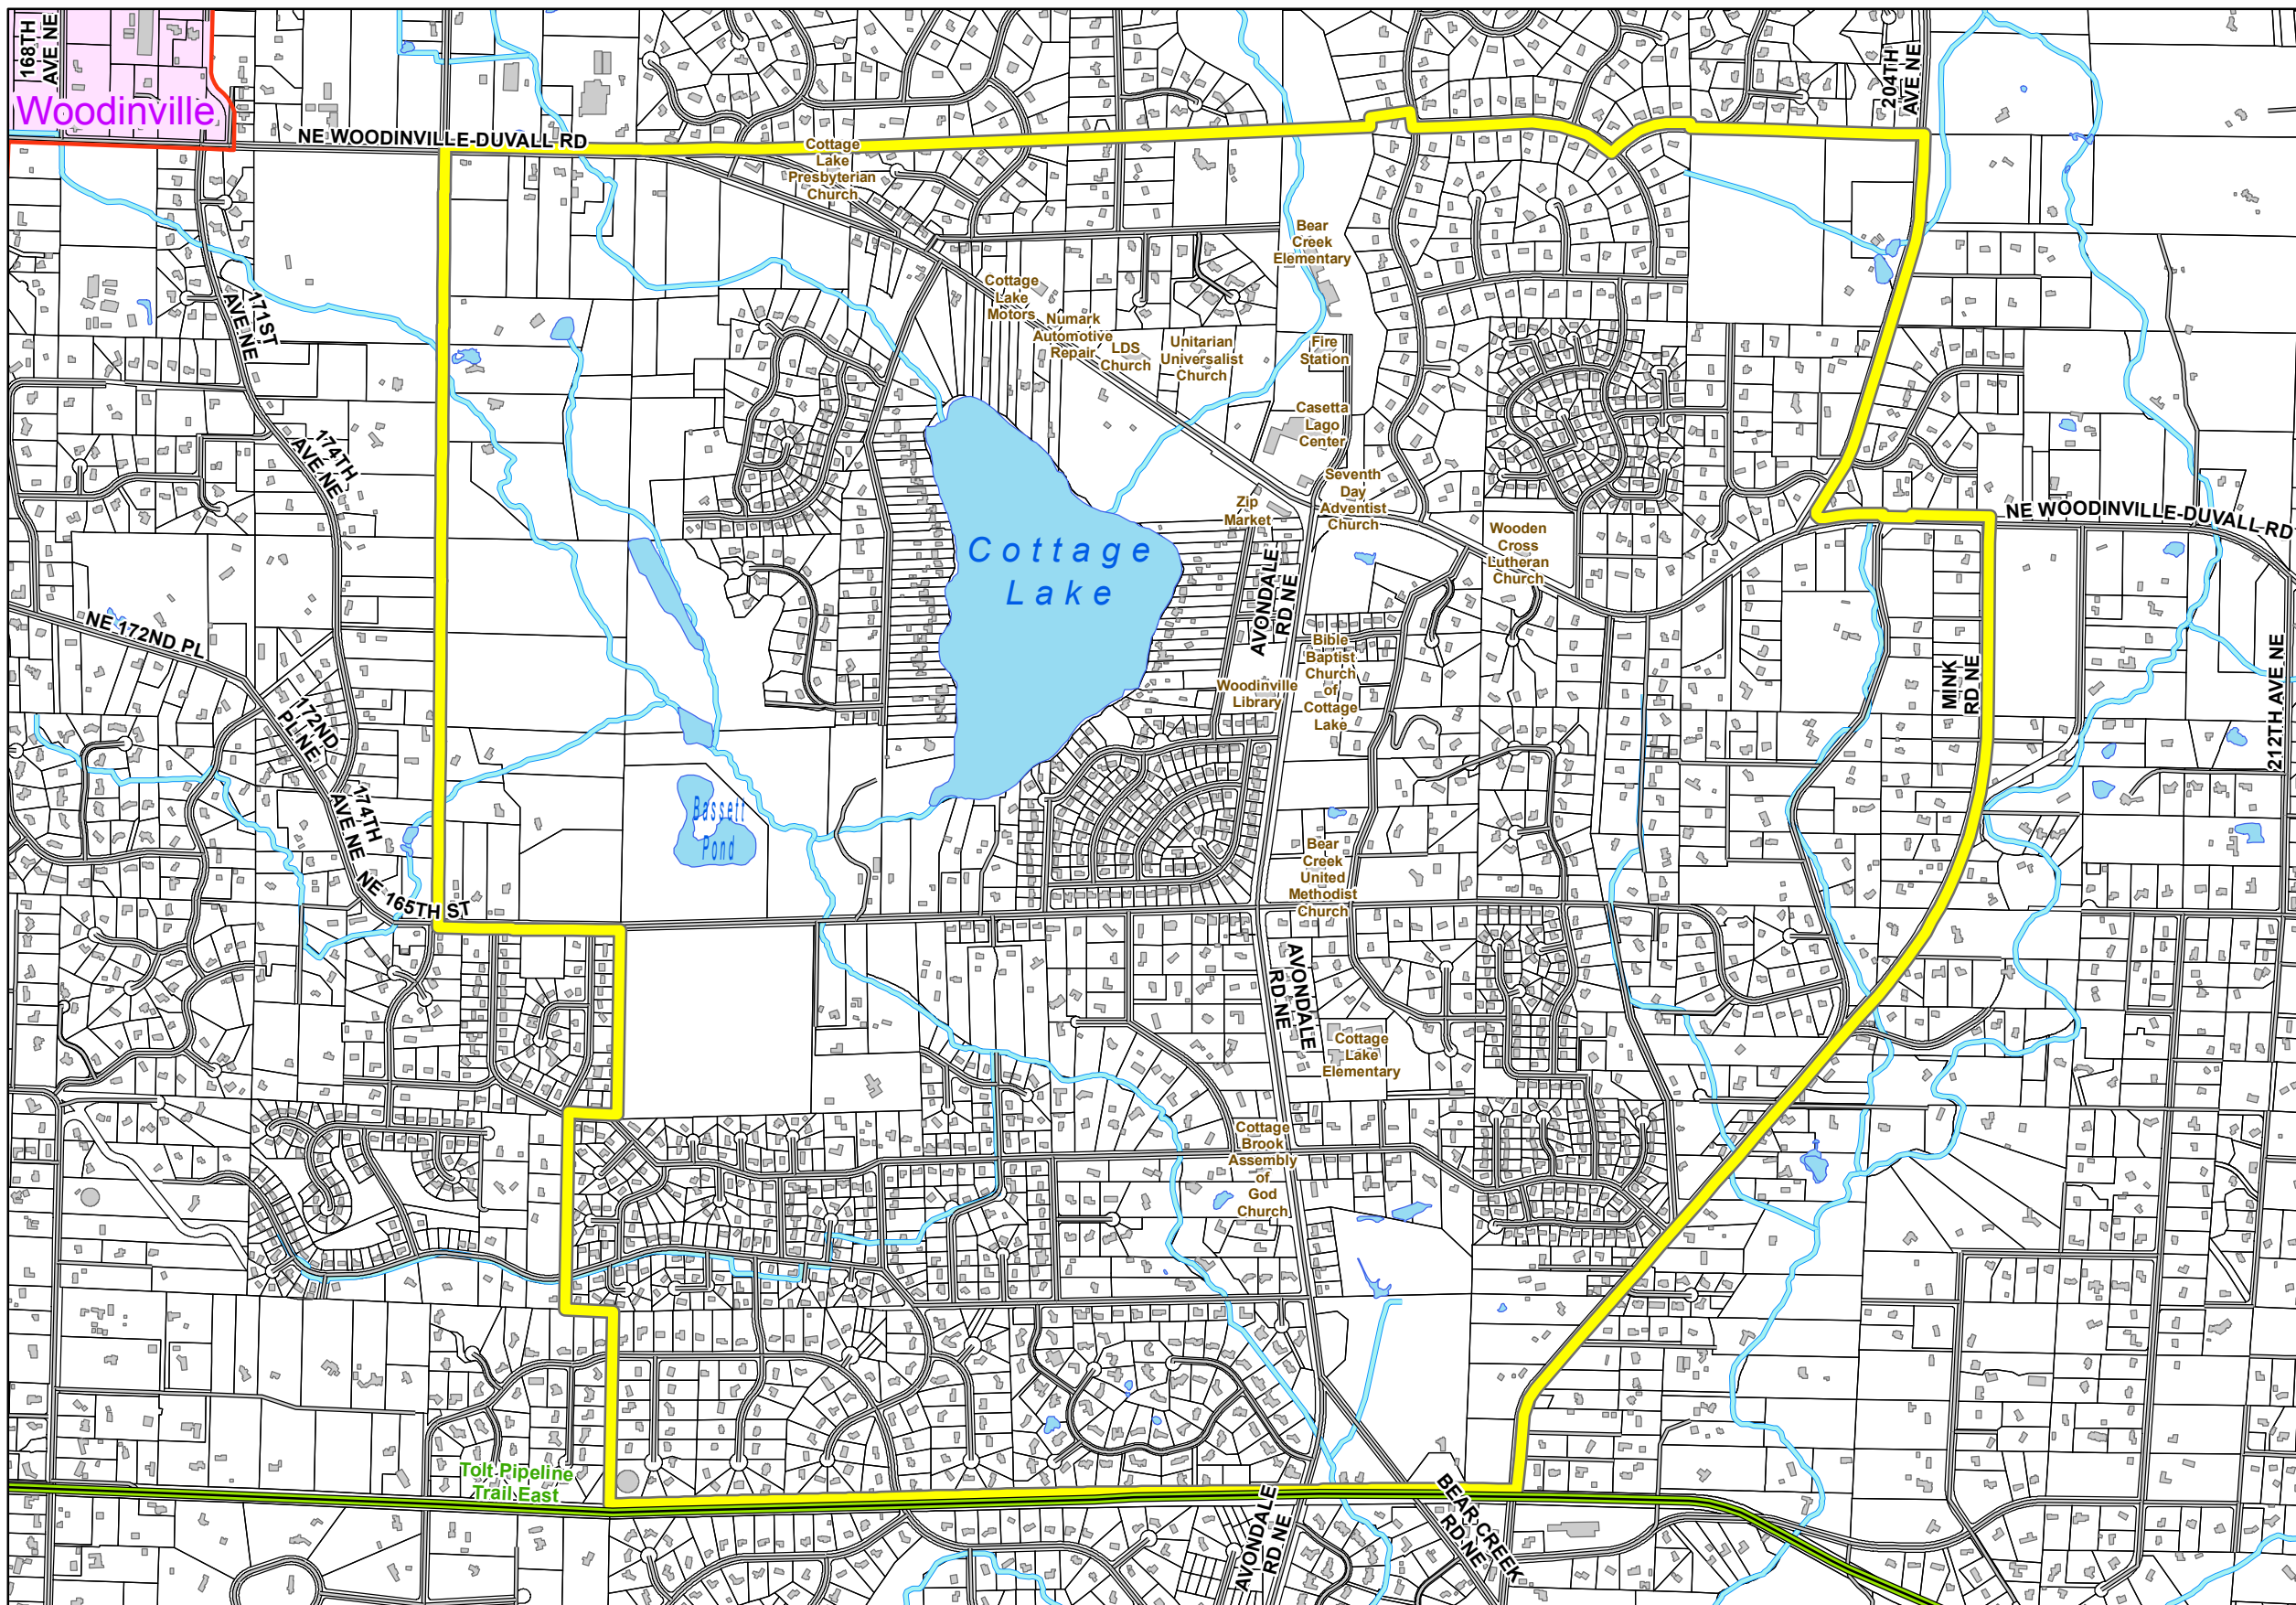 168TH
AVE NE
Woodinville
NE WOODINVILLE-DUVALL RD
204TH
AVE NE
Cottage
Lake
Presbyterian
Church
Bear
Creek
Elementary
171ST
AVE NE
Cottage
Lake
Motors
Numark
Automotive
Repair
LDS
Church
Unitarian
Universalist
Church
Fire
Station
Casetta
Lago
Center
174TH
AVE NE
Seventh
Day
Adventist
Church
Zip
Market
Wooden
Cross
Lutheran
Church
NE WOODINVILLE-DUVALL RD
Cottage
Lake
AVONDALE
RD NE
NE 172ND PL
Bible
Baptist
Church
of
Cottage
Lake
Woodinville
Library
MINK
RD NE
212TH AVE NE
172ND
PL NE
174TH
AVE NE
Bassett
Pond
Bear
Creek
United
Methodist
Church
NE 165TH ST
AVONDALE
RD NE
Cottage
Lake
Elementary
Cottage
Brook
Assembly
of
God
Church
Tolt Pipeline
Trail East
AVONDALE
RD NE
BEAR CREEK
RD NE